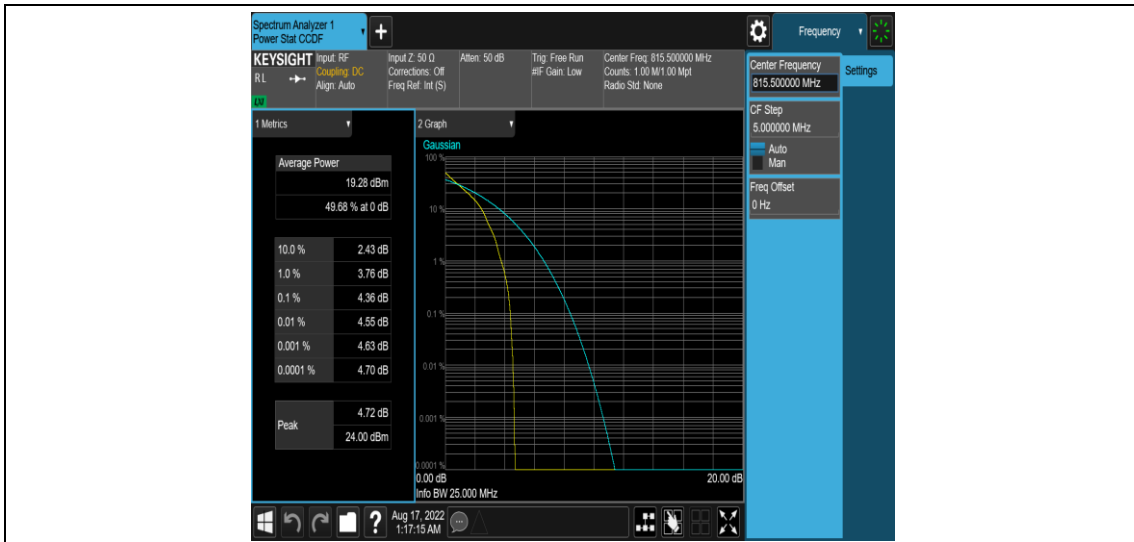 Spectrum Analyzer 1
Power Stat CCDF
+
Frequency
KEYSIGHT
RL
LXI
Input: RF
Coupling: DC
Align: Auto
Input Z: 50 Ω
Corrections: Off
Freq Ref: Int (S)
Atten: 50 dB
Trig: Free Run
#IF Gain: Low
Center Freq: 815.500000 MHz
Counts: 1.00 M/1.00 Mpt
Radio Std: None
Center Frequency
815.500000 MHz
Settings
CF Step
5.000000 MHz
Auto
Man
Freq Offset
0 Hz
1 Metrics
Average Power
19.28 dBm
49.68 % at 0 dB
10.0 % 2.43 dB
1.0 % 3.76 dB
0.1 % 4.36 dB
0.01 % 4.55 dB
0.001 % 4.63 dB
0.0001 % 4.70 dB
Peak
4.72 dB
24.00 dBm
2 Graph
Gaussian
100 %
10 %
1 %
0.1 %
0.01 %
0.001 %
0.0001 %
0.00 dB 20.00 dB
Info BW 25.000 MHz
?
Aug 17, 2022
1:17:15 AM